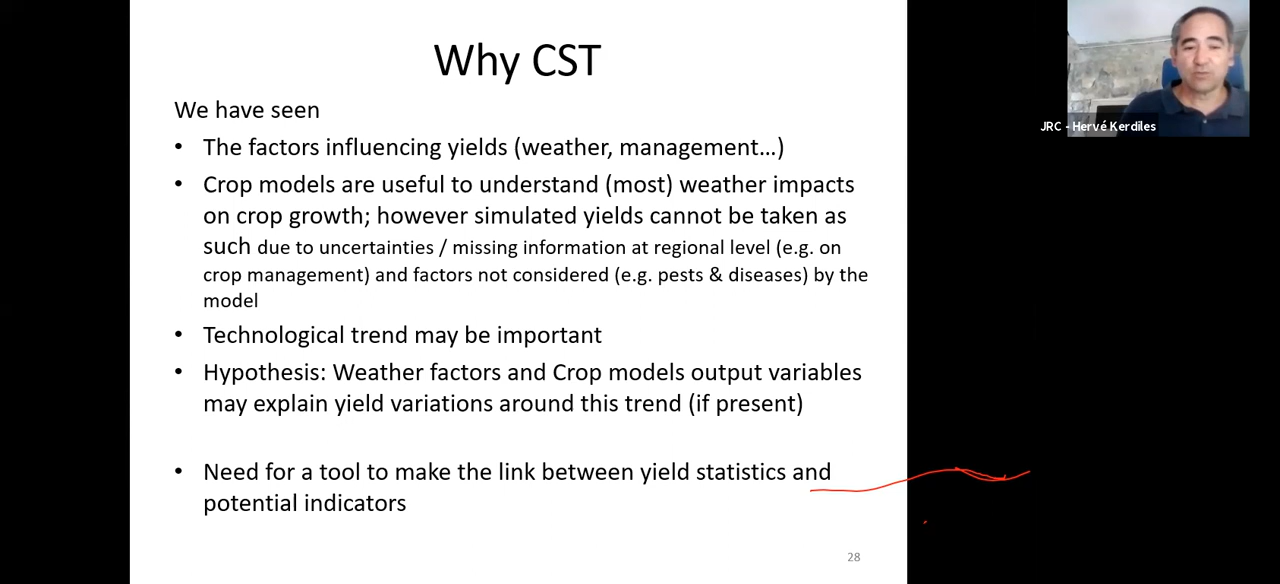 Why CST
We have seen
• The factors influencing yields (weather, management…)
• Crop models are useful to understand (most) weather impacts
on crop growth; however simulated yields cannot be taken as
such due to uncertainties / missing information at regional level (e.g. on
crop management) and factors not considered (e.g. pests & diseases) by the
model
• Technological trend may be important
• Hypothesis: Weather factors and Crop models output variables
may explain yield variations around this trend (if present)
• Need for a tool to make the link between yield statistics and
potential indicators
28
JRC - Hervé Kerdiles